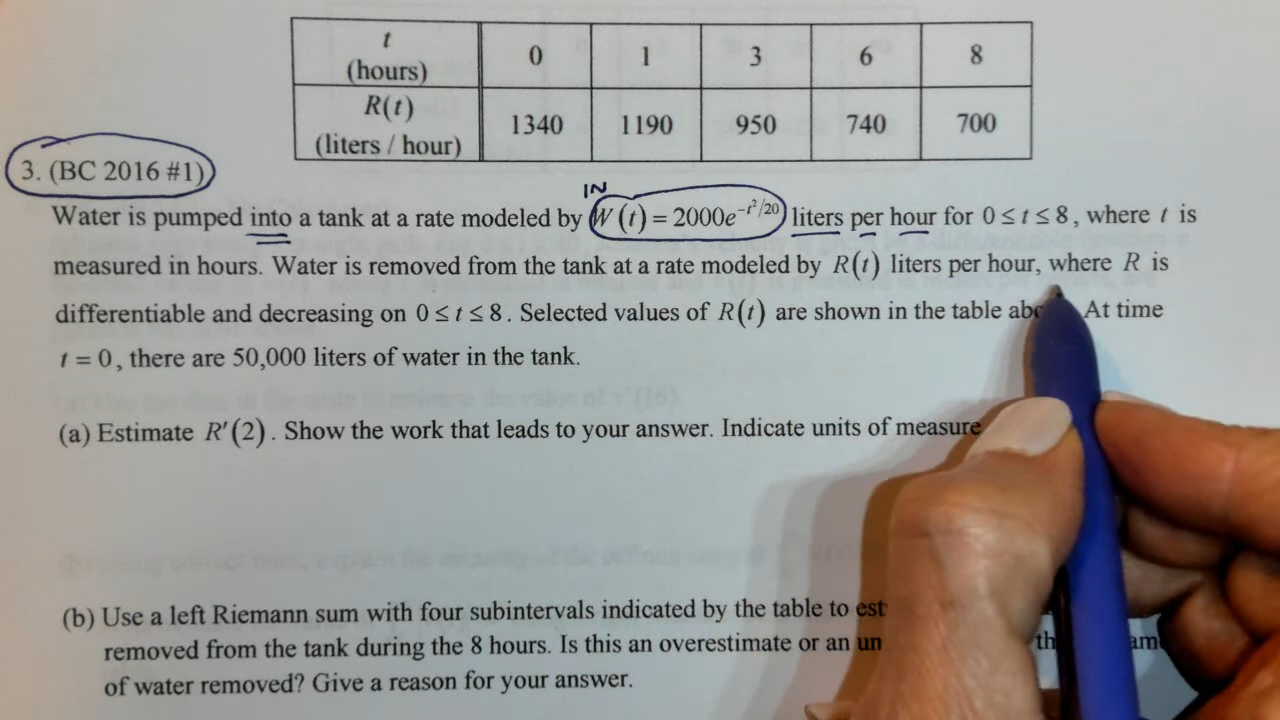 t (hours) 0 1 3 6 8
R(t) (liters / hour) 1340 1190 950 740 700
3. (BC 2016 #1)
IN
Water is pumped into a tank at a rate modeled by W(t) = 2000e^{-t²/20} liters per hour for 0 ≤ t ≤ 8, where t is
measured in hours. Water is removed from the tank at a rate modeled by R(t) liters per hour, where R is
differentiable and decreasing on 0 ≤ t ≤ 8. Selected values of R(t) are shown in the table At time
t = 0, there are 50,000 liters of water in the tank.
(a) Estimate R′(2). Show the work that leads to your answer. Indicate units of measure
(b) Use a left Riemann sum with four subintervals indicated by the table to
removed from the tank during the 8 hours. Is this an overestimate or an
of water removed? Give a reason for your answer.